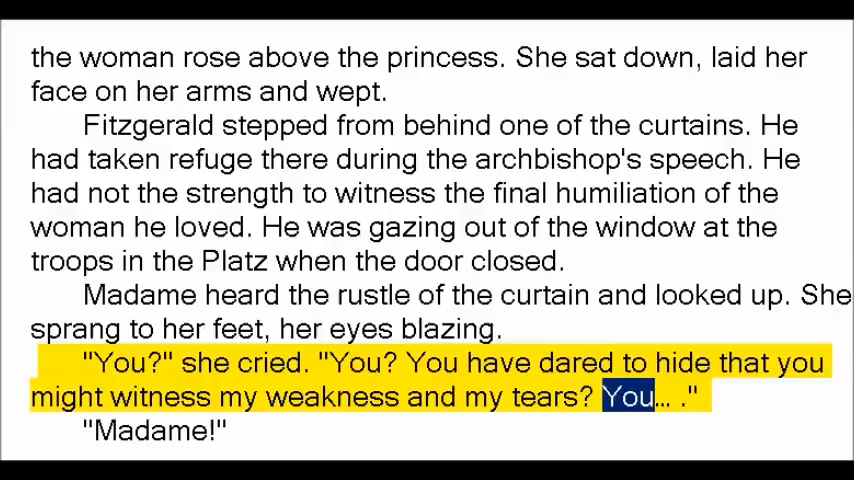 the woman rose above the princess. She sat down, laid her
face on her arms and wept.
Fitzgerald stepped from behind one of the curtains. He
had taken refuge there during the archbishop's speech. He
had not the strength to witness the final humiliation of the
woman he loved. He was gazing out of the window at the
troops in the Platz when the door closed.
Madame heard the rustle of the curtain and looked up. She
sprang to her feet, her eyes blazing.
"You?" she cried. "You? You have dared to hide that you
might witness my weakness and my tears? You... ."
"Madame!"